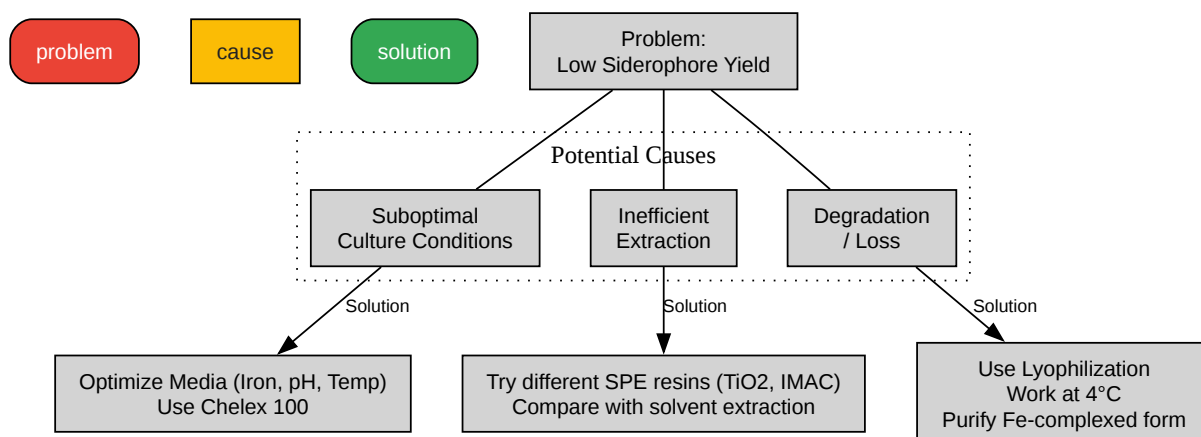 problem
cause
solution
Problem:
Low Siderophore Yield
Potential Causes
Suboptimal
Culture Conditions
Inefficient
Extraction
Degradation
/ Loss
Solution
Solution
Solution
Optimize Media (Iron, pH, Temp)
Use Chelex 100
Try different SPE resins (TiO2, IMAC)
Compare with solvent extraction
Use Lyophilization
Work at 4°C
Purify Fe-complexed form